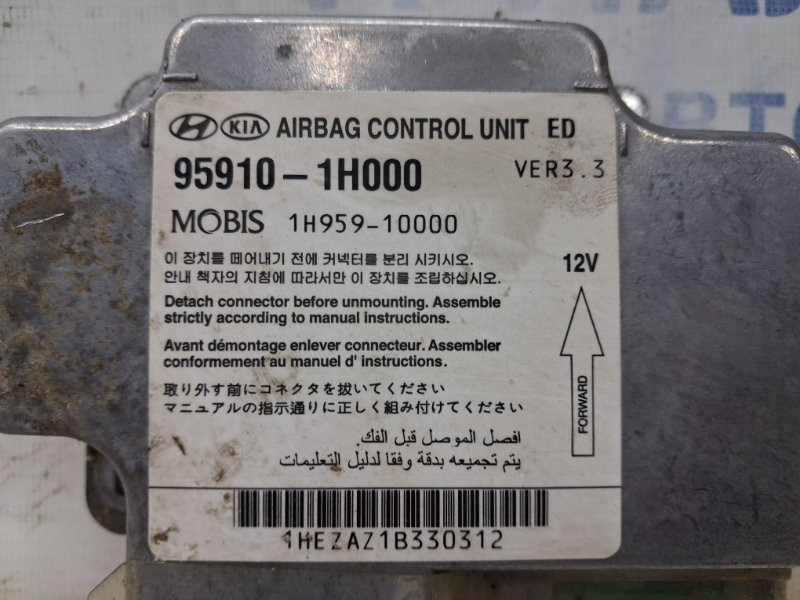 HYUNDAI KIA AIRBAG CONTROL UNIT ED
95910-1H000 VER3.3
MOBIS 1H959-10000
이 장치를 떼어내기 전에 커넥터를 분리 시키시오.
안내 책자의 지침에 따라서만 이 장치를 조립하십시오.
12V
Detach connector before unmounting. Assemble
strictly according to manual instructions.
Avant démontage enlever connecteur. Assembler
conformement au manuel d' instructions.
FORWARD
取り外す前にコネクタを抜いてください
マニュアルの指示通りに正しく組み付けてください
افصل الموصل قبل الفك.
يتم تجميعه بدقة وفقا لدليل التعليمات
1HEZAZ1B330312